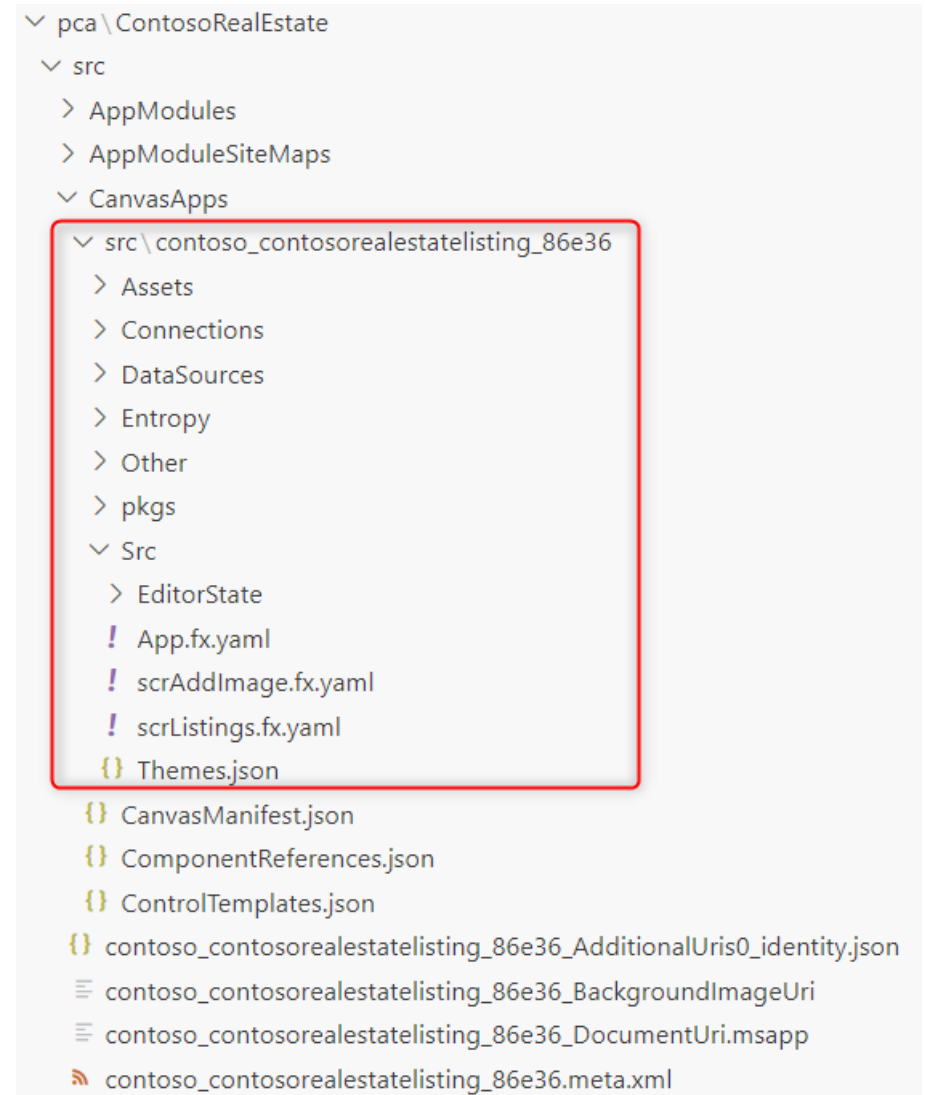 pca\ContosoRealEstate
src
AppModules
AppModuleSiteMaps
CanvasApps
src\contoso_contosorealestatelisting_86e36
Assets
Connections
DataSources
Entropy
Other
pkgs
Src
EditorState
! App.fx.yaml
! scrAddImage.fx.yaml
! scrListings.fx.yaml
{} Themes.json
{} CanvasManifest.json
{} ComponentReferences.json
{} ControlTemplates.json
{} contoso_contosorealestatelisting_86e36_AdditionalUris0_identity.json
contoso_contosorealestatelisting_86e36_BackgroundImageUri
contoso_contosorealestatelisting_86e36_DocumentUri.msapp
contoso_contosorealestatelisting_86e36.meta.xml